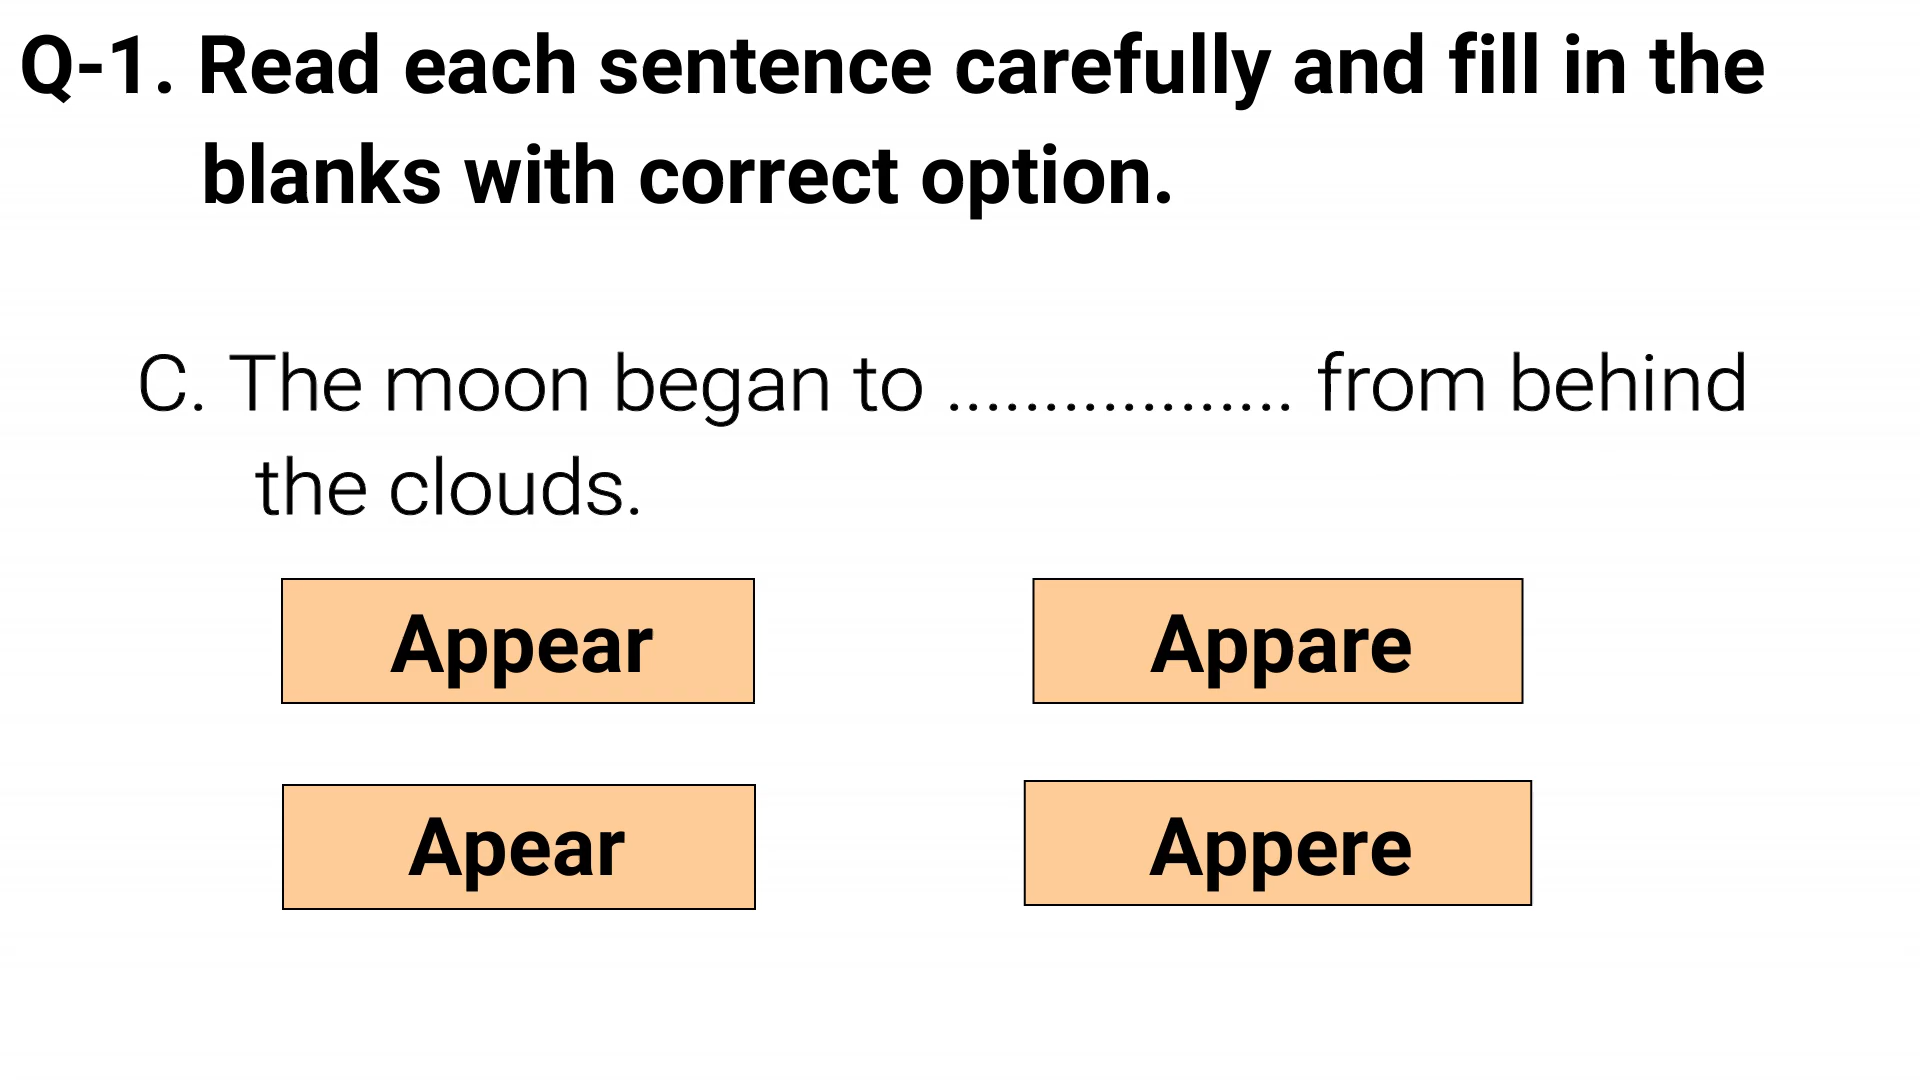 Q-1. Read each sentence carefully and fill in the
blanks with correct option.
C. The moon began to .................. from behind
the clouds.
Appear
Appare
Apear
Appere